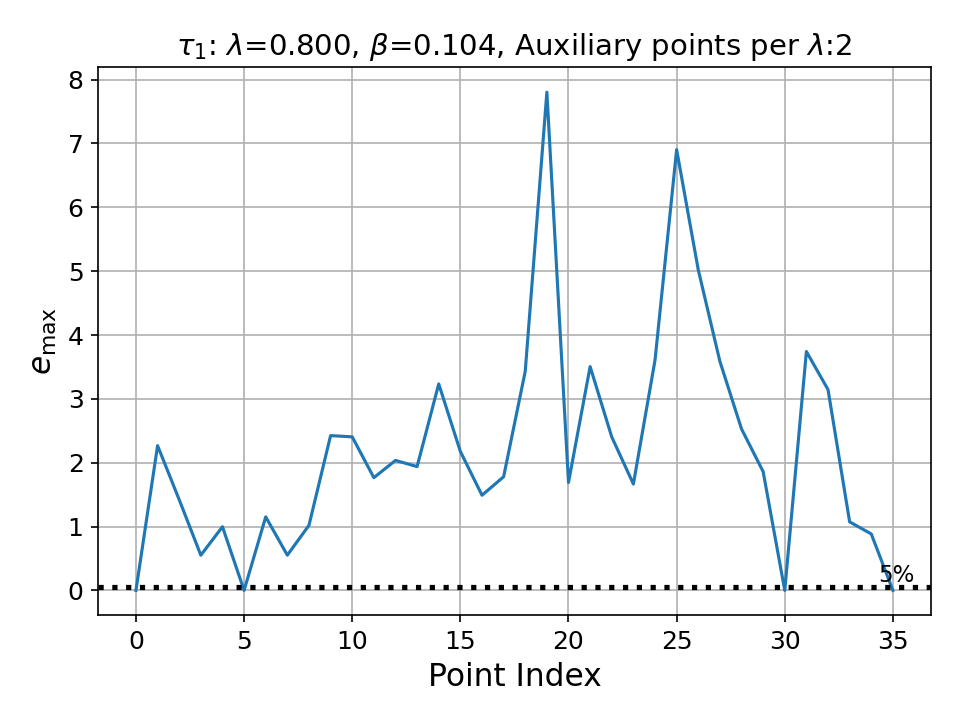 τ₁: λ=0.800, β=0.104, Auxiliary points per λ:2
8
7
6
5
4
3
2
1
0
e_max
5%
0 5 10 15 20 25 30 35
Point Index